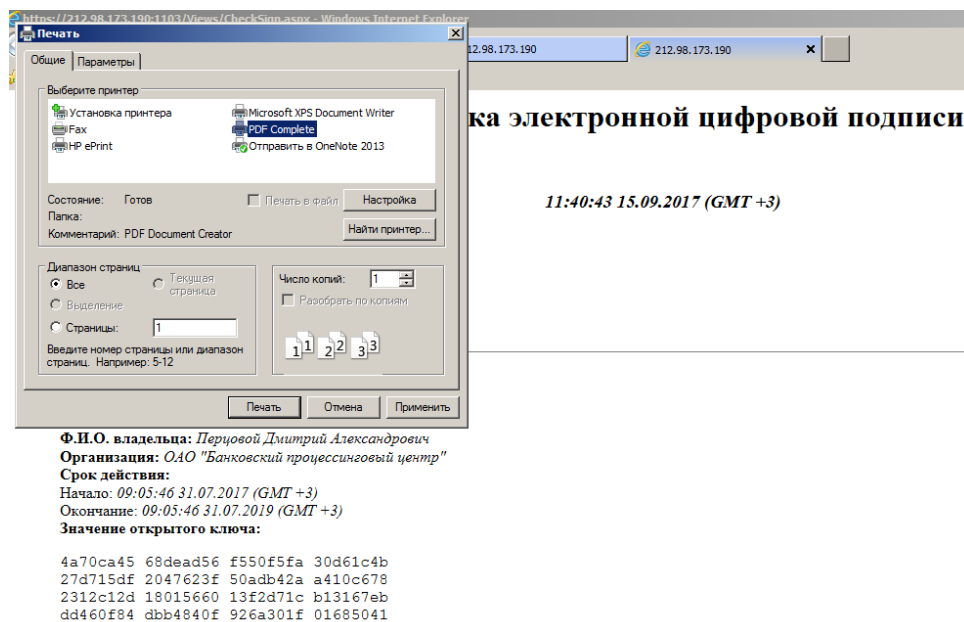 https://212.98.173.190:1103/Views/CheckSign.aspx - Windows Internet Explorer
Печать
12.98.173.190
212.98.173.190
Общие Параметры
Выберите принтер
Установка принтера Microsoft XPS Document Writer
Fax PDF Complete
HP ePrint Отправить в OneNote 2013
Состояние: Готов Печать в файл Настройка
Папка:
Комментарий: PDF Document Creator Найти принтер...
Диапазон страниц
Все Текущая страница
Выделение
Страницы: 1
Введите номер страницы или диапазон
страниц. Например: 5-12
Число копий: 1
Разобрать по копиям
1 1 2 2 3 3
Печать Отмена Применить
ка электронной цифровой подписи
11:40:43 15.09.2017 (GMT +3)
Ф.И.О. владельца: Перцовой Дмитрий Александрович
Организация: ОАО "Банковский процессинговый центр"
Срок действия:
Начало: 09:05:46 31.07.2017 (GMT +3)
Окончание: 09:05:46 31.07.2019 (GMT +3)
Значение открытого ключа:
4a70ca45 68dead56 f550f5fa 30d61c4b
27d715df 2047623f 50adb42a a410c678
2312c12d 18015660 13f2d71c b13167eb
dd460f84 dbb4840f 926a301f 01685041